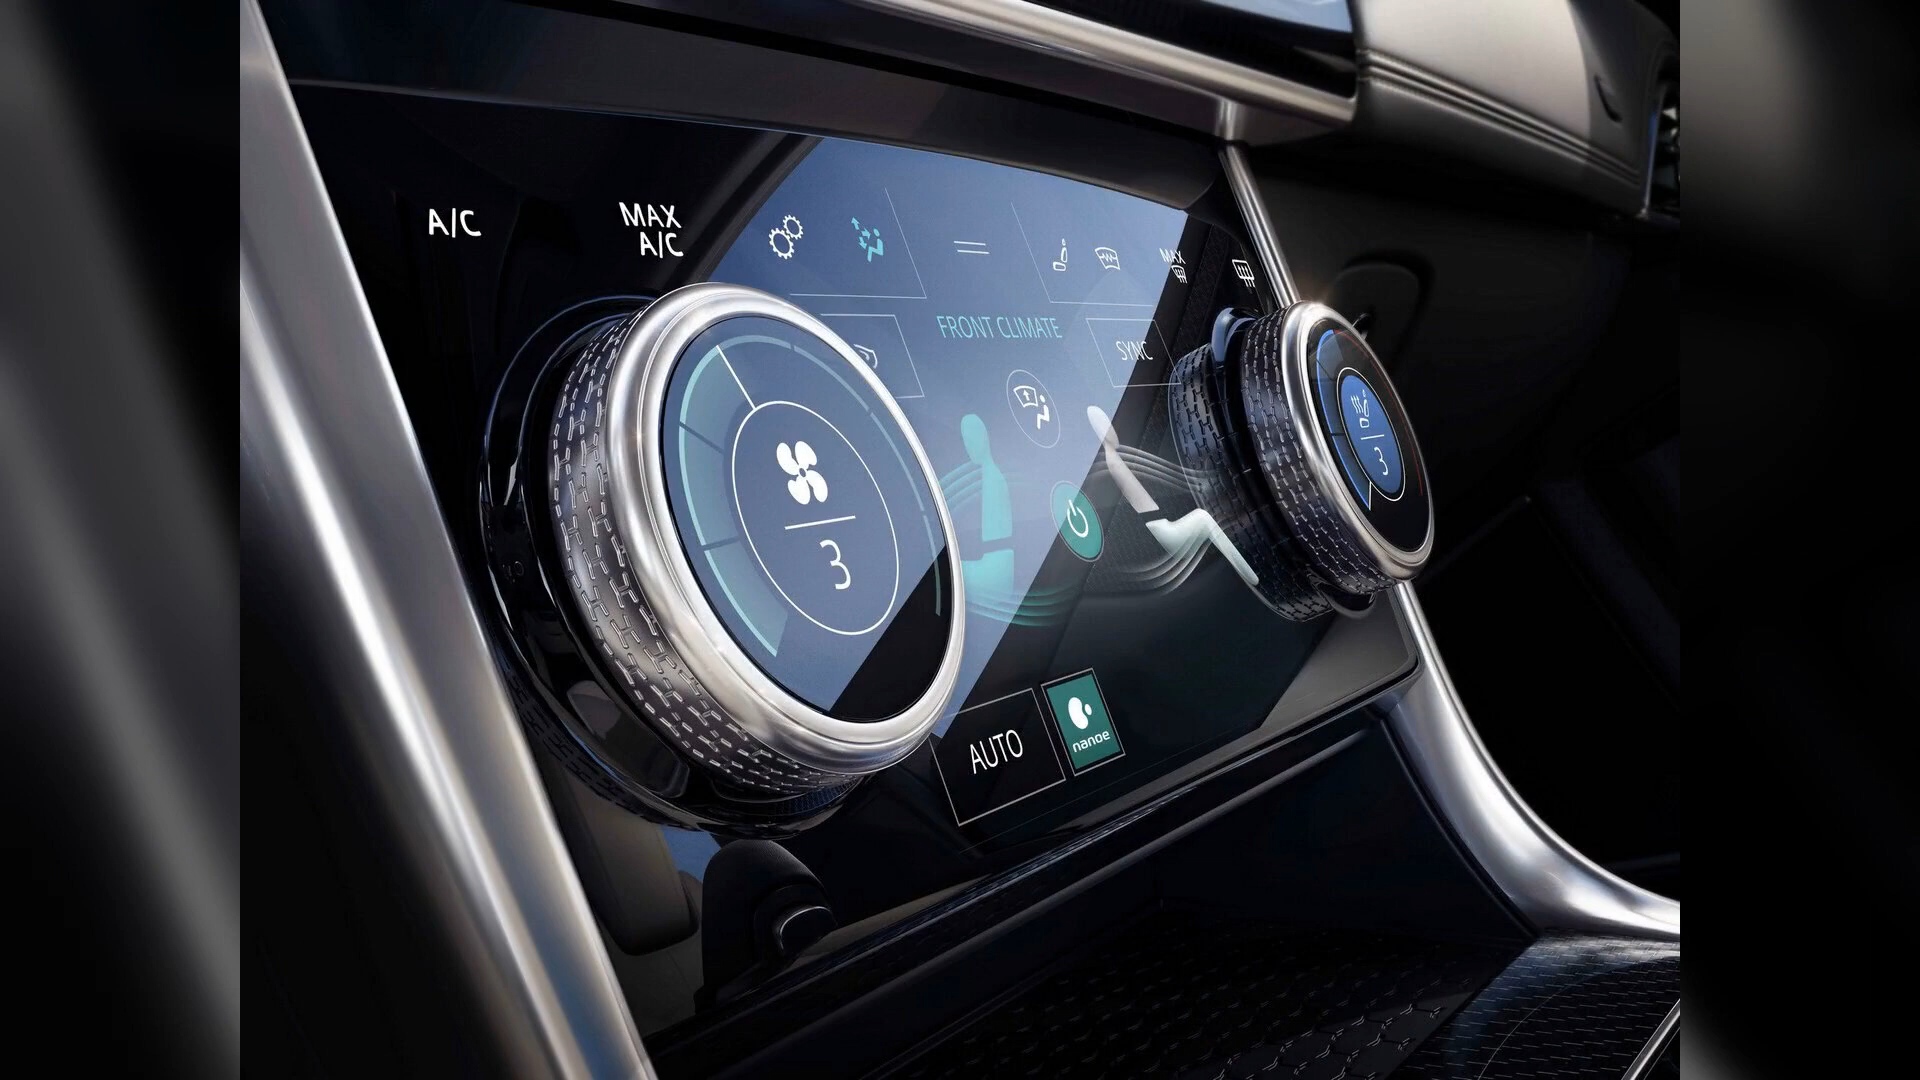 A/C
MAX
A/C
MAX
FRONT CLIMATE
SYNC
3
3
AUTO
nanoe